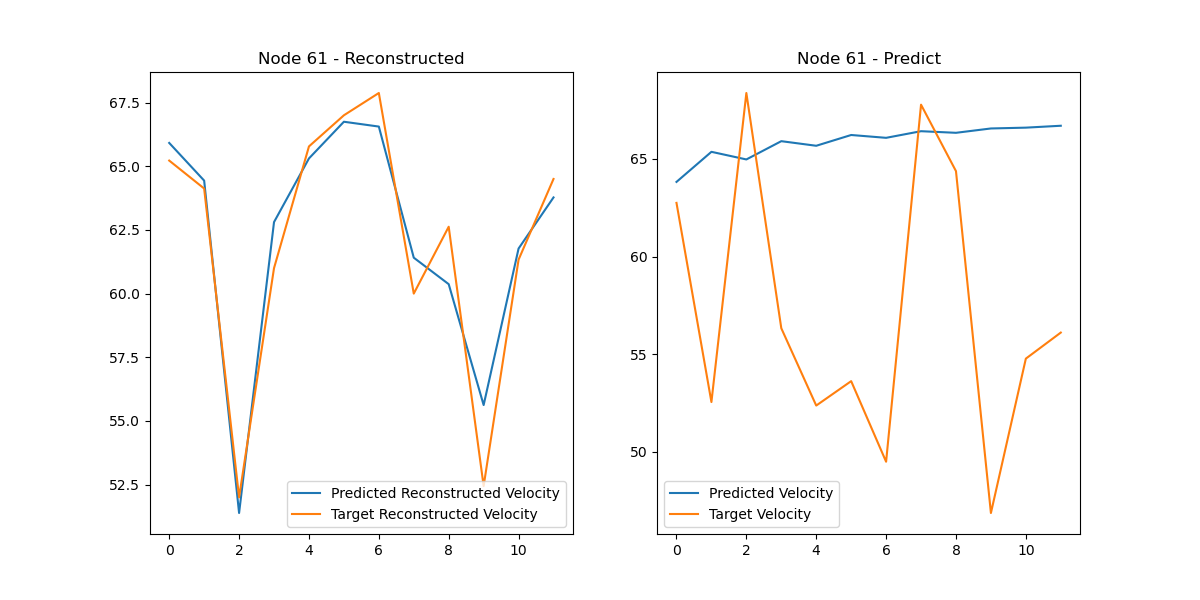 Node 61 - Reconstructed
67.5
65.0
62.5
60.0
57.5
55.0
52.5
0 2 4 6 8 10
Predicted Reconstructed Velocity
Target Reconstructed Velocity
Node 61 - Predict
65
60
55
50
0 2 4 6 8 10
Predicted Velocity
Target Velocity